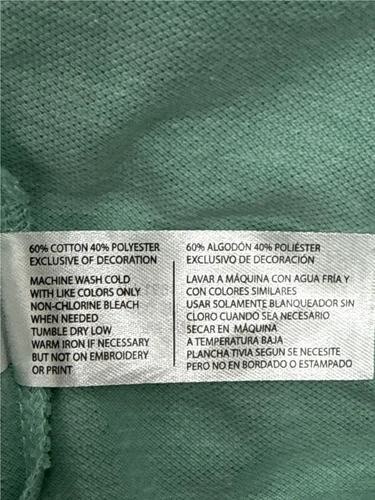 60% COTTON 40% POLYESTER
EXCLUSIVE OF DECORATION
MACHINE WASH COLD
WITH LIKE COLORS ONLY
NON-CHLORINE BLEACH
WHEN NEEDED
TUMBLE DRY LOW
WARM IRON IF NECESSARY
BUT NOT ON EMBROIDERY
OR PRINT
60% ALGODÓN 40% POLIÉSTER
EXCLUSIVO DE DECORACIÓN
LAVAR A MÁQUINA CON AGUA FRÍA Y
CON COLORES SIMILARES
USAR SOLAMENTE BLANQUEADOR SIN
CLORO CUANDO SEA NECESARIO
SECAR EN MÁQUINA
A TEMPERATURA BAJA
PLANCHA TIVIA SEGUN SE NECESITE
PERO NO EN BORDADO O ESTAMPADO